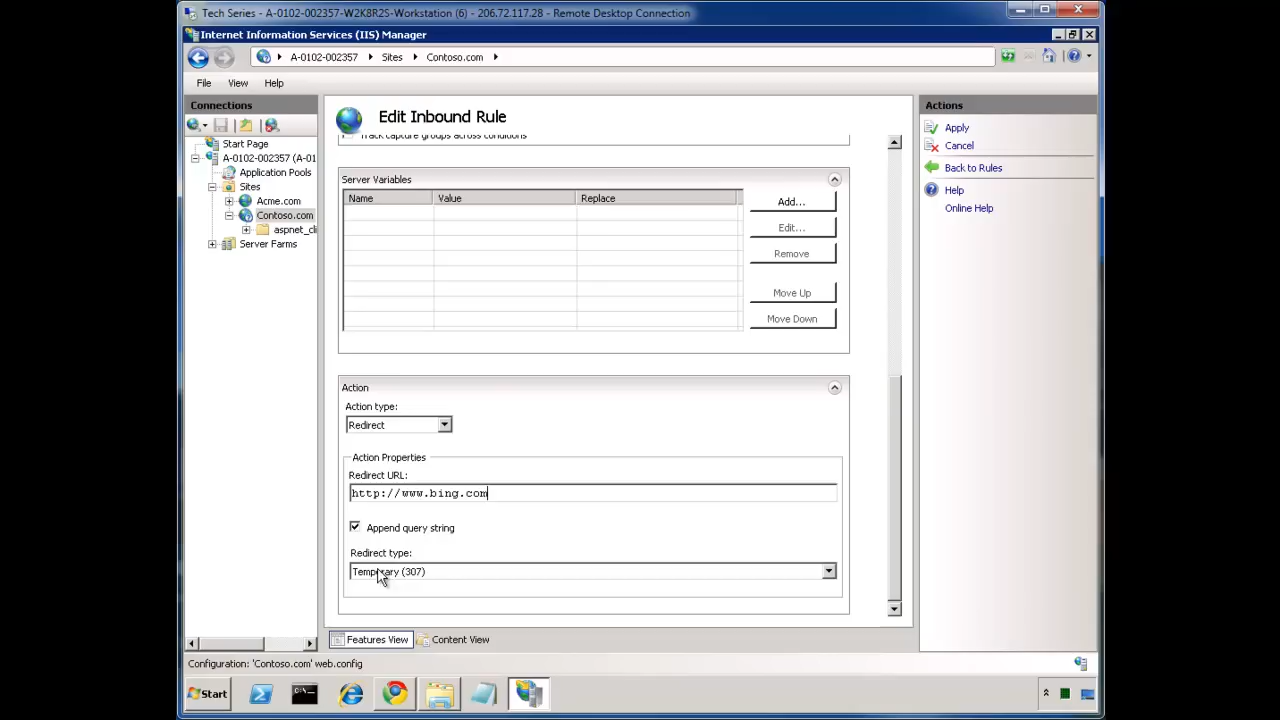 Tech Series - A-0102-002357-W2K8R2S-Workstation (6) - 206.72.117.28 - Remote Desktop Connection
Internet Information Services (IIS) Manager
A-0102-002357
Sites
Contoso.com
File View Help
Connections
Start Page
A-0102-002357 (A-01
Application Pools
Sites
Acme.com
Contoso.com
aspnet_cli
Server Farms
Edit Inbound Rule
Track capture groups across conditions
Server Variables
Name Value Replace
Add...
Edit...
Remove
Move Up
Move Down
Action
Action type:
Redirect
Action Properties
Redirect URL:
http://www.bing.com
Append query string
Redirect type:
Temporary (307)
Features View Content View
Actions
Apply
Cancel
Back to Rules
Help
Online Help
Configuration: 'Contoso.com' web.config
Start